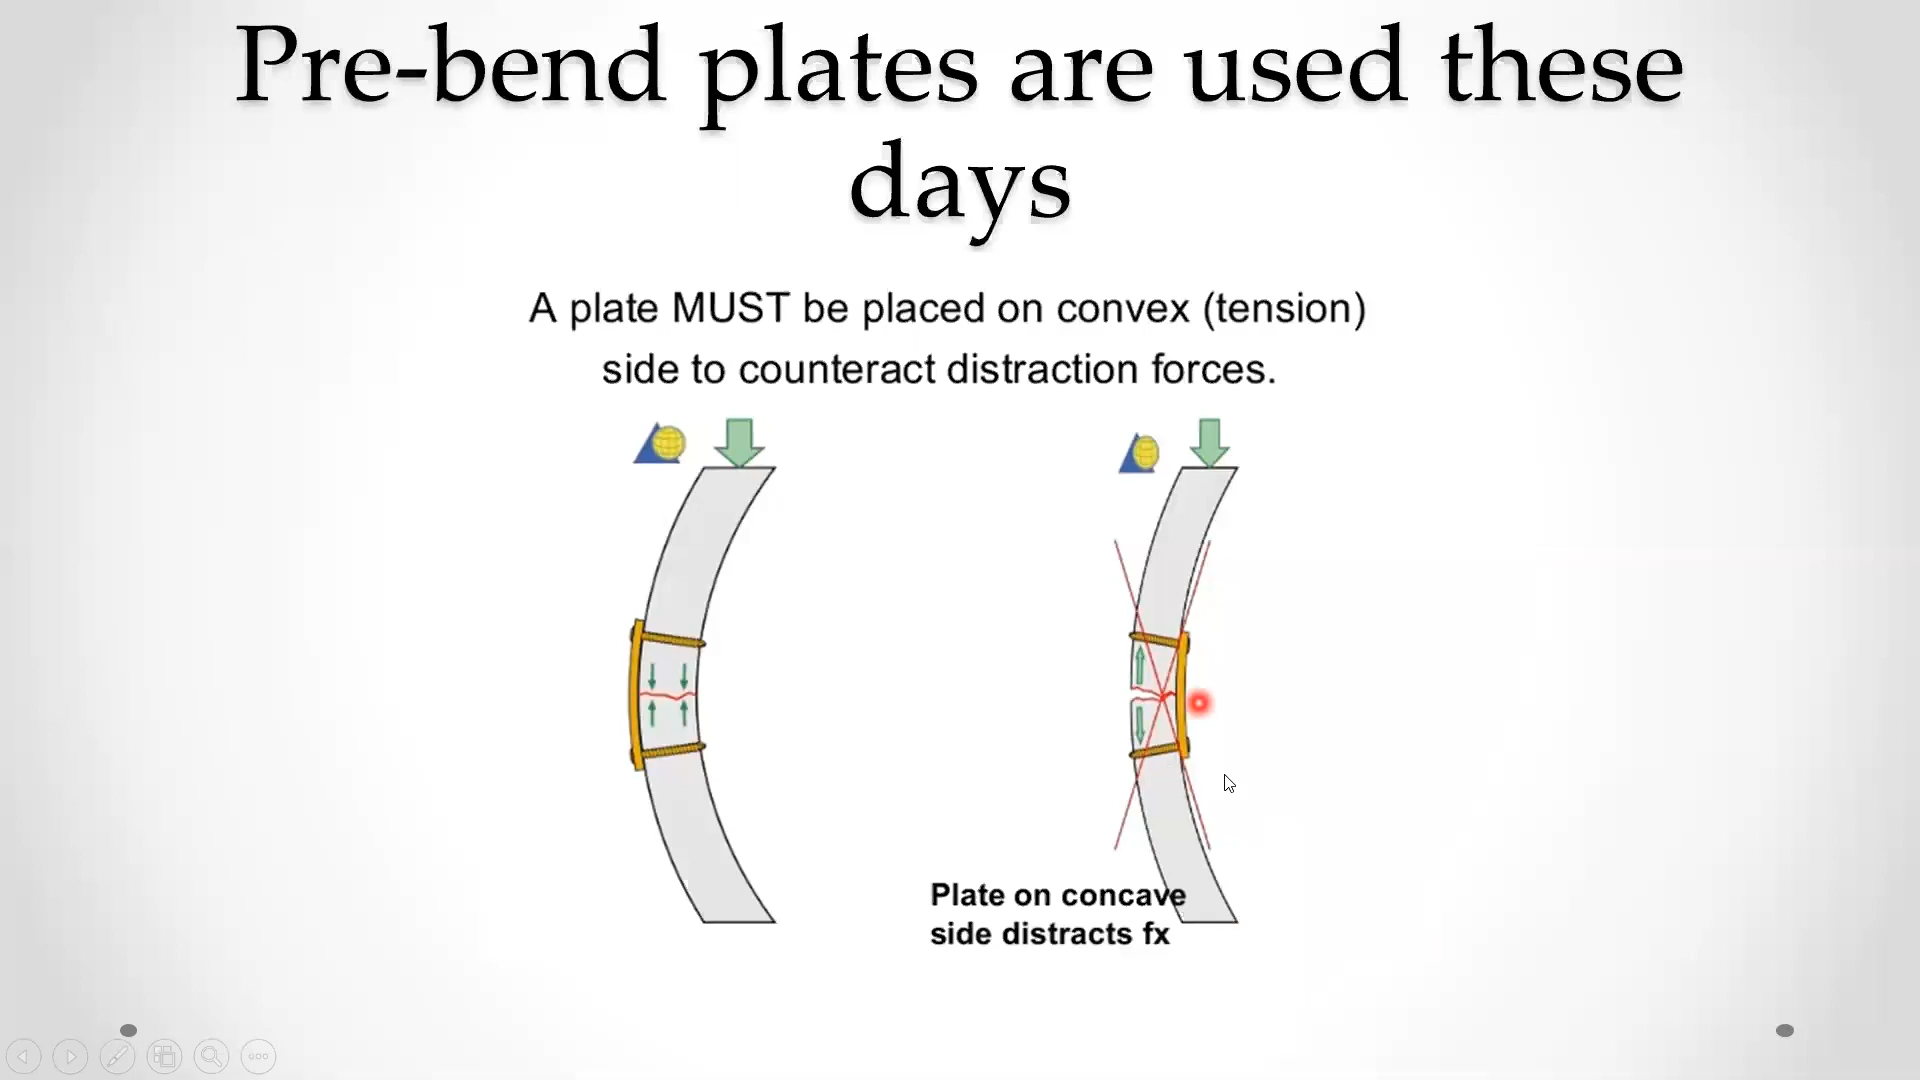 Pre-bend plates are used these
days
A plate MUST be placed on convex (tension)
side to counteract distraction forces.
Plate on concave
side distracts fx